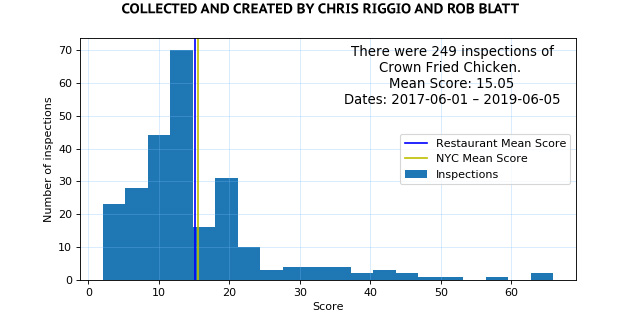 COLLECTED AND CREATED BY CHRIS RIGGIO AND ROB BLATT
There were 249 inspections of
Crown Fried Chicken.
Mean Score: 15.05
Dates: 2017-06-01 – 2019-06-05
Restaurant Mean Score
NYC Mean Score
Inspections
Number of inspections
70
60
50
40
30
20
10
0
0 10 20 30 40 50 60
Score